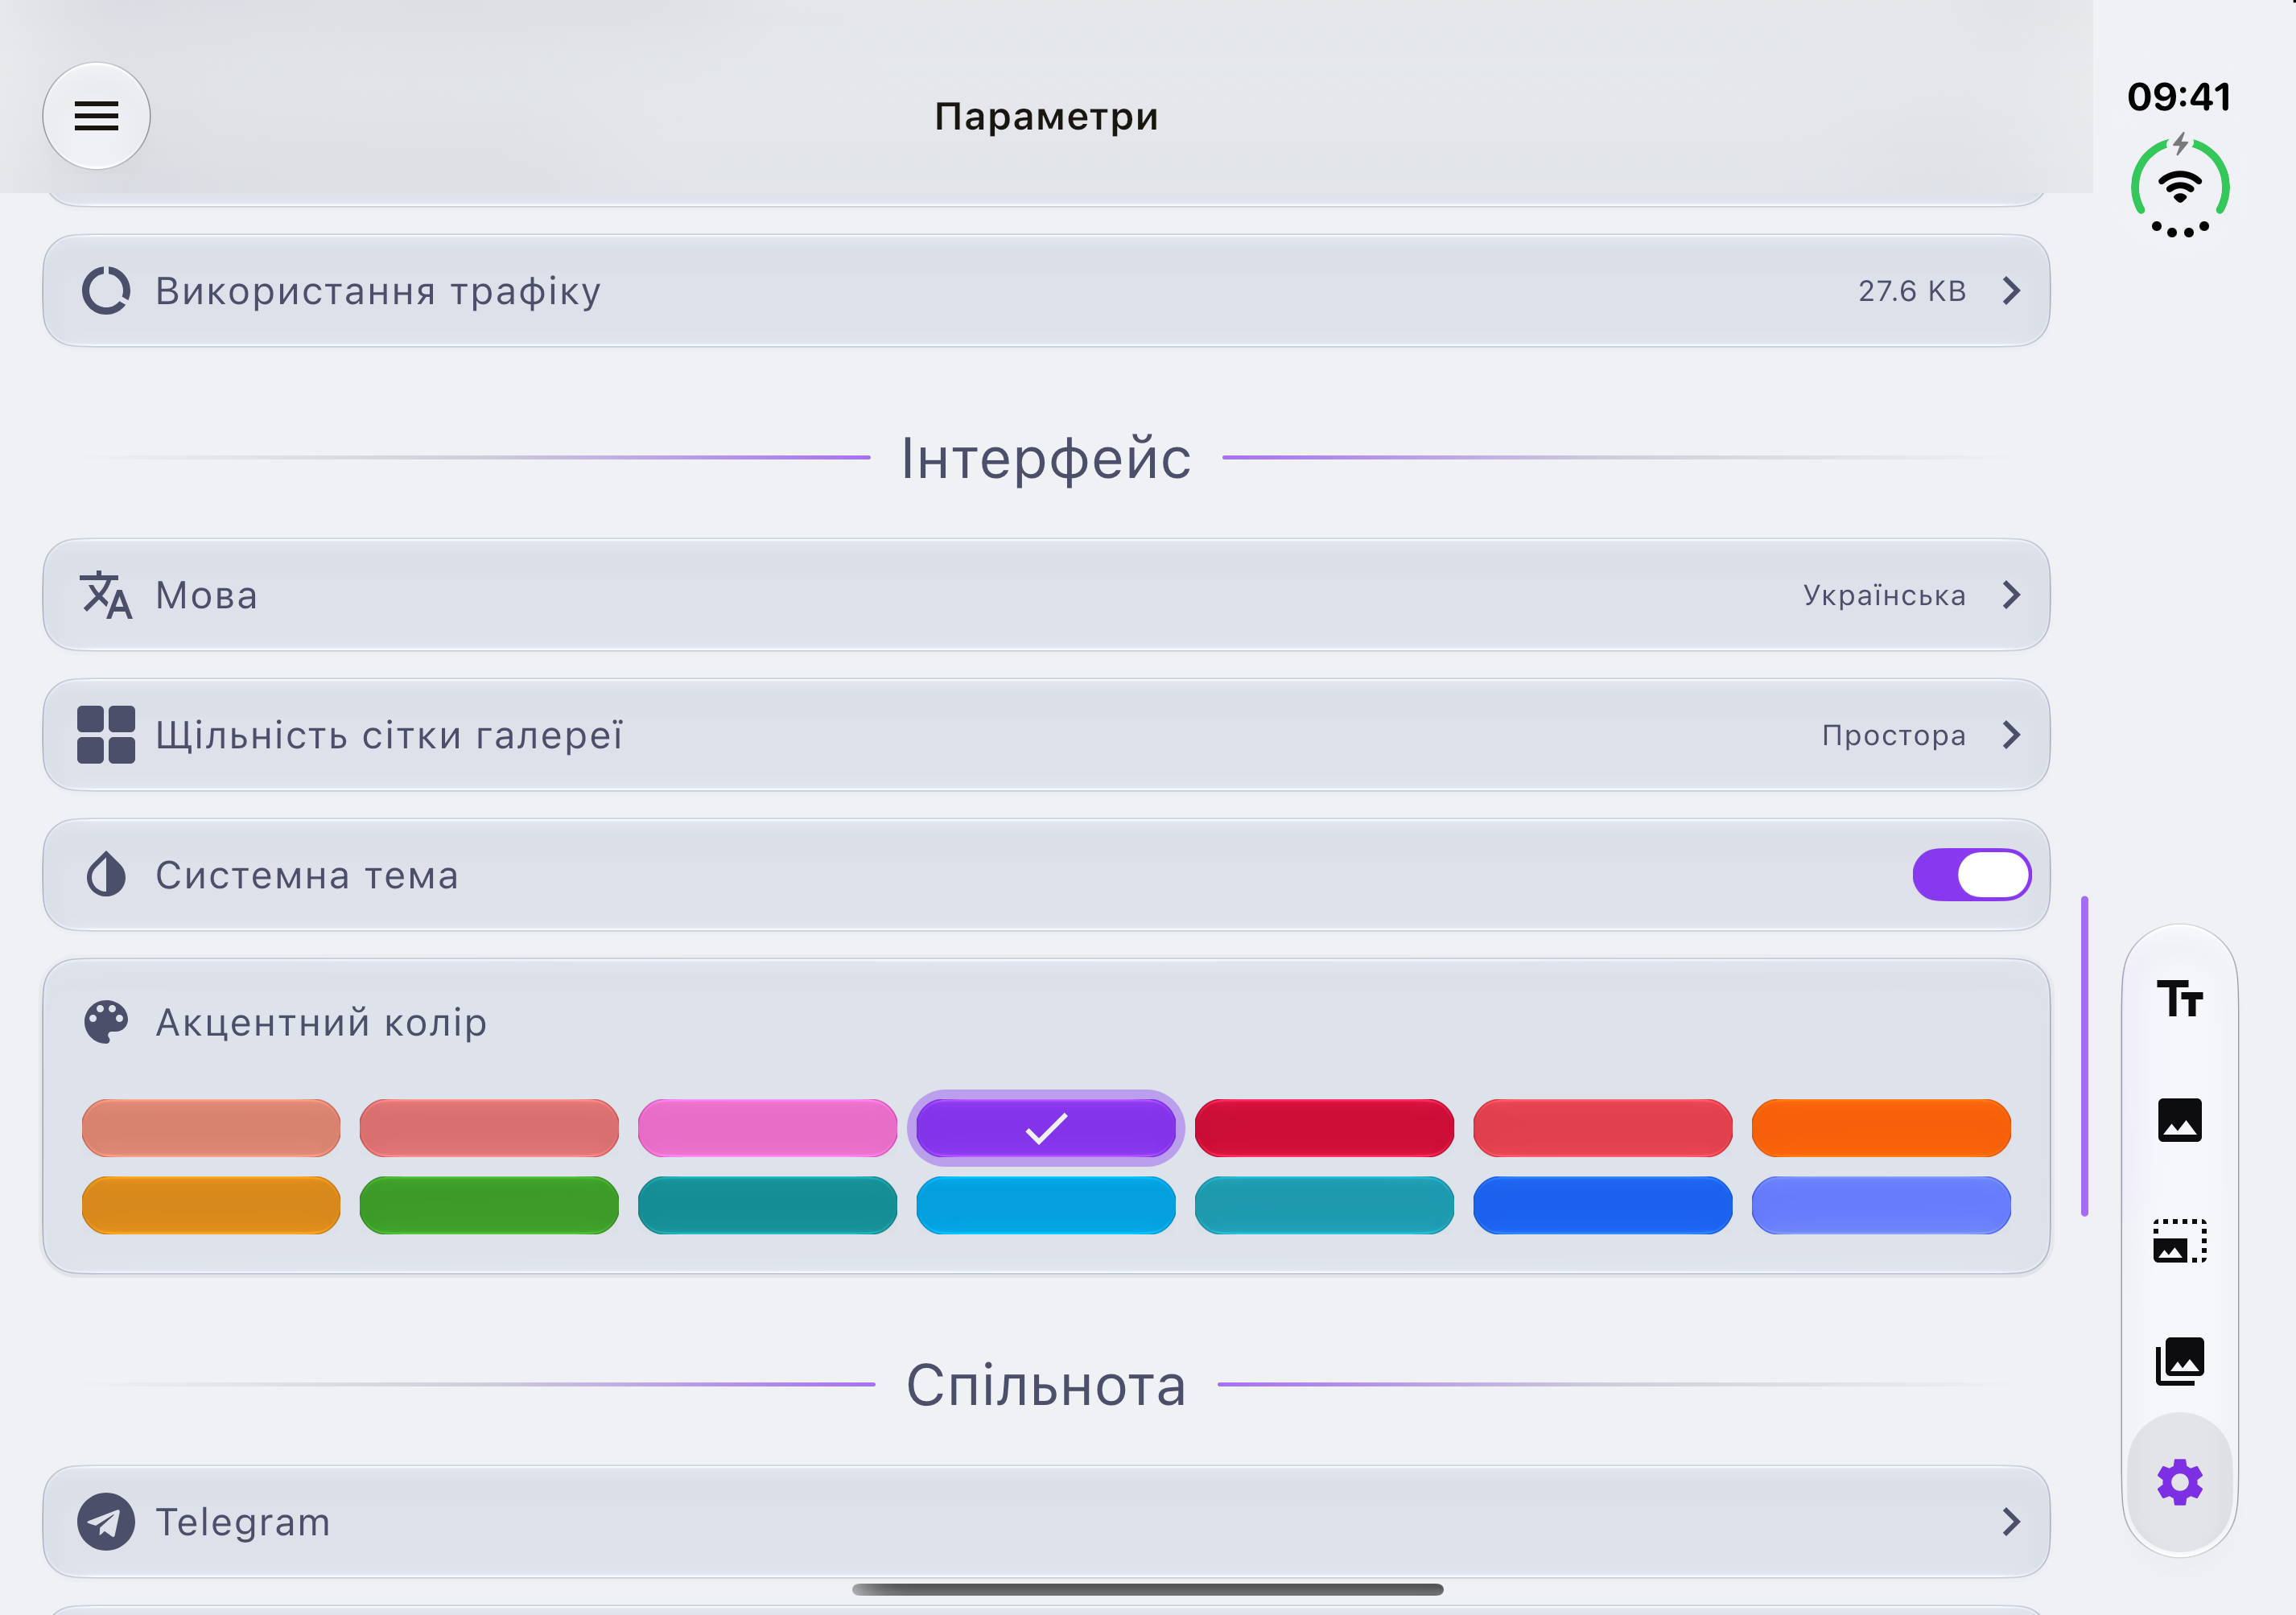 Параметри
09:41
Використання трафіку
27.6 KB
Інтерфейс
Мова
Українська
Щільність сітки галереї
Простора
Системна тема
Акцентний колір
Спільнота
Telegram